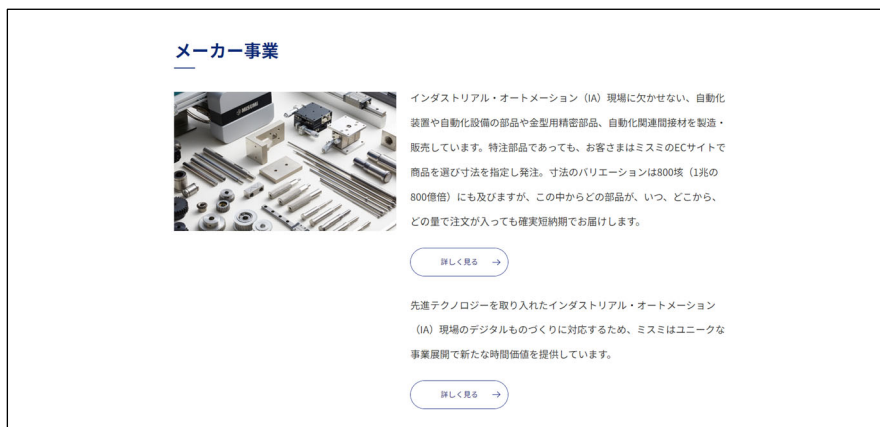 メーカー事業
インダストリアル・オートメーション（IA）現場に欠かせない、自動化
装置や自動化設備の部品や金型用精密部品、自動化関連間接材を製造・
販売しています。特注部品であっても、お客さまはミスミのECサイトで
商品を選び寸法を指定し発注。寸法のバリエーションは800垓（1兆の
800億倍）にも及びますが、この中からどの部品が、いつ、どこから、
どの量で注文が入っても確実短納期でお届けします。
詳しく見る
先進テクノロジーを取り入れたインダストリアル・オートメーション
（IA）現場のデジタルものづくりに対応するため、ミスミはユニークな
事業展開で新たな時間価値を提供しています。
詳しく見る